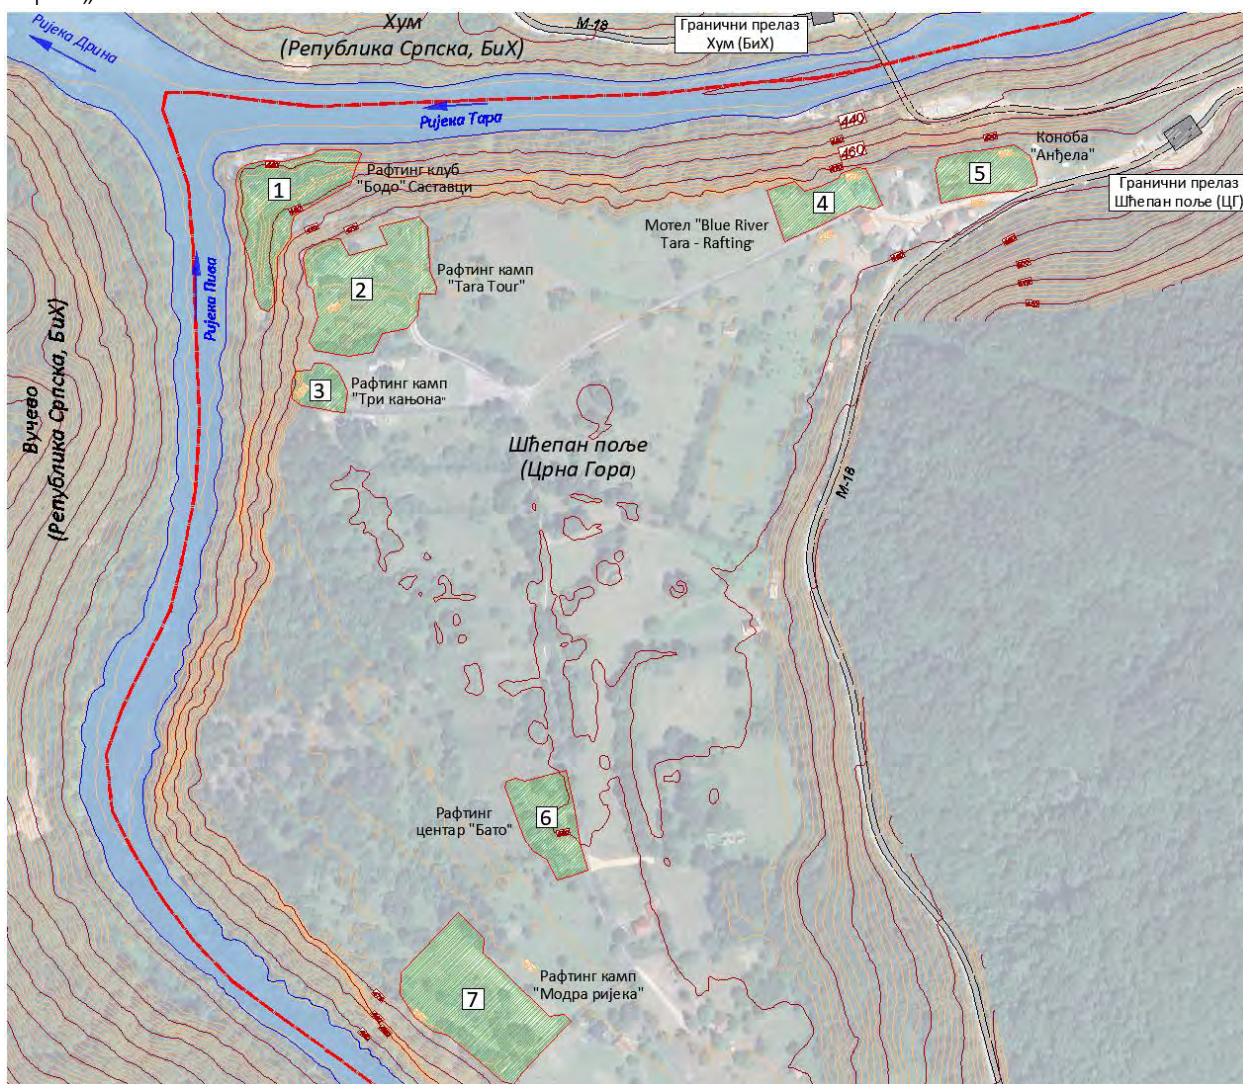 Хум
(Република Српска, БиХ)
М-18
Гранични прелаз
Хум (БиХ)
Ријека Дрина
Ријека Тара
440
460
Коноба
"Анђела"
Гранични прелаз
Шћепан поље (ЦГ)
1
Рафтинг клуб
"Бодо" Саставци
5
4
Мотел "Blue River
Tara - Rafting"
2
Рафтинг камп
"Tara Tour"
Ријека Пива
Вучево
(Република Српска, БиХ)
3
Рафтинг камп
"Три кањона"
Шћепан поље
(Црна Гора)
М-18
6
Рафтинг
центар "Бато"
7
Рафтинг камп
"Модра ријека"